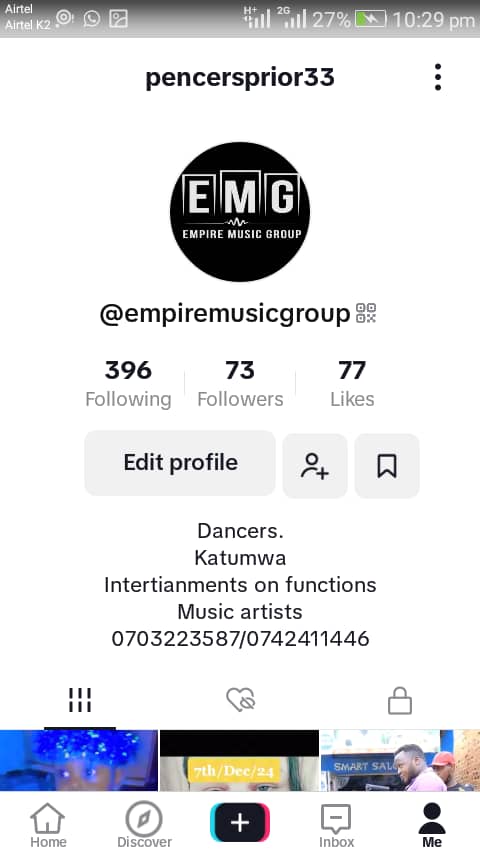 Airtel
Airtel K2
H+
2G
27%
10:29 pm
pencersprior33
EMG
EMPIRE MUSIC GROUP
@empiremusicgroup
396
73
77
Following
Followers
Likes
Edit profile
Dancers.
Katumwa
Intertianments on functions
Music artists
0703223587/0742411446
7th/Dec/24
SMART SAL
Home
Discover
Inbox
Me